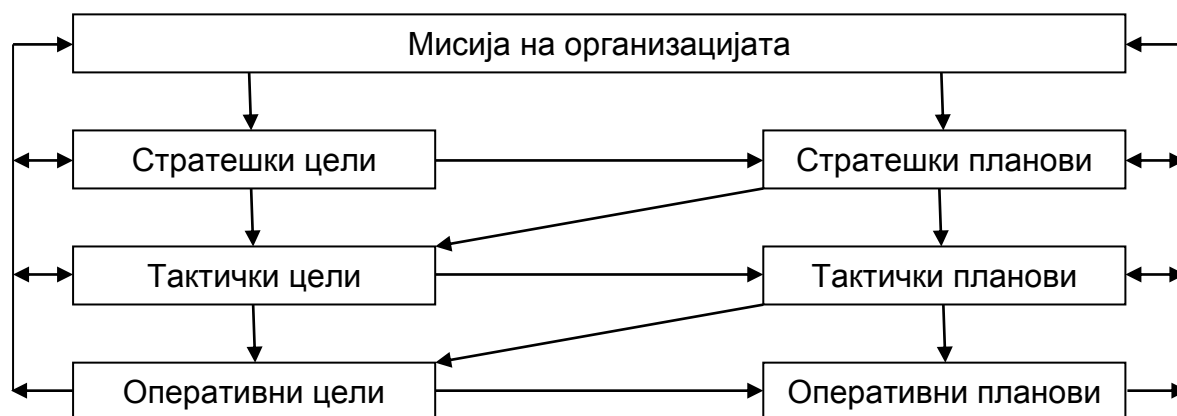 Мисија на организацијата
Стратешки цели
Стратешки планови
Тактички цели
Тактички планови
Оперативни цели
Оперативни планови